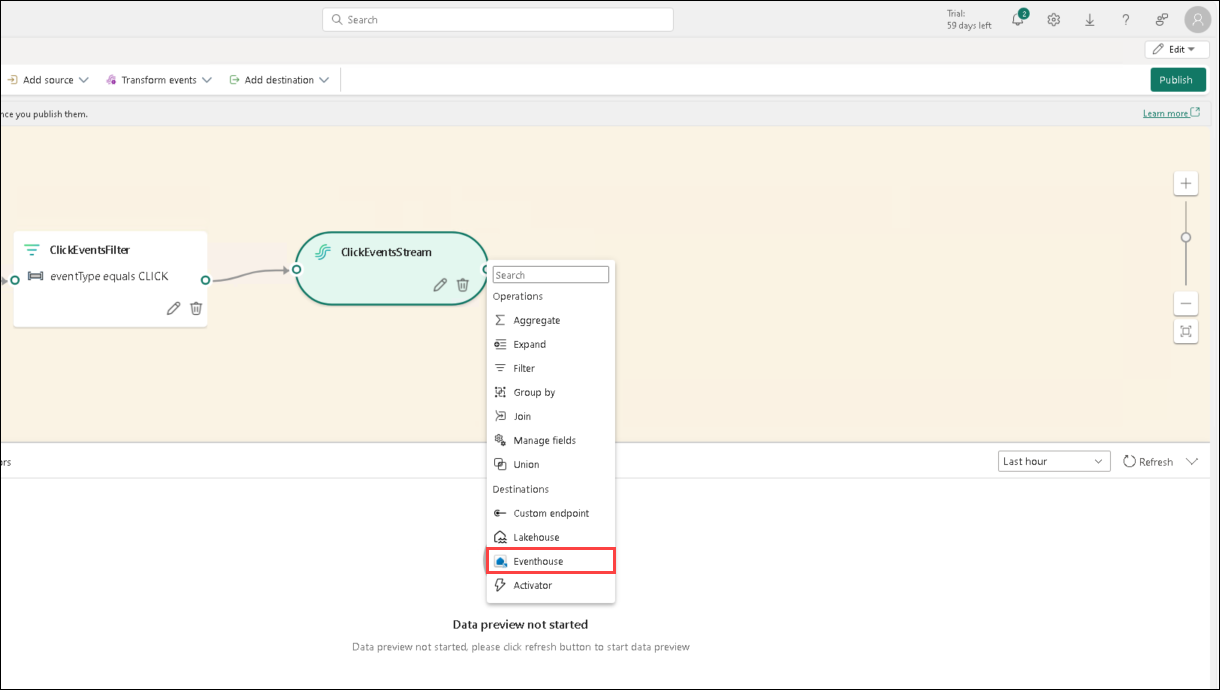 Search
Trial:
59 days left
2
Edit
Add source
Transform events
Add destination
Publish
nce you publish them.
Learn more
ClickEventsFilter
eventType equals CLICK
ClickEventsStream
Search
Operations
Aggregate
Expand
Filter
Group by
Join
Manage fields
Union
Destinations
Custom endpoint
Lakehouse
Eventhouse
Activator
rs
Last hour
Refresh
Data preview not started
Data preview not started, please click refresh button to start data preview